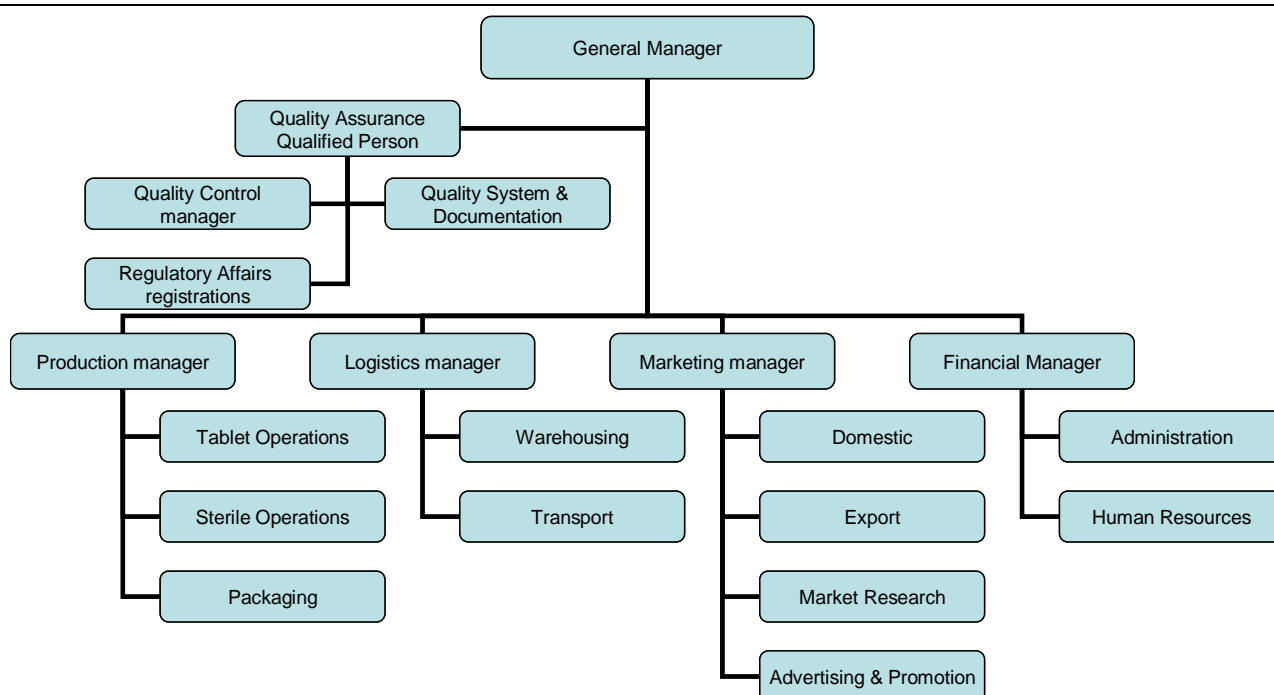 General Manager
Quality Assurance
Qualified Person
Quality Control
manager
Quality System &
Documentation
Regulatory Affairs
registrations
Production manager
Logistics manager
Marketing manager
Financial Manager
Tablet Operations
Warehousing
Domestic
Administration
Sterile Operations
Transport
Export
Human Resources
Packaging
Market Research
Advertising & Promotion